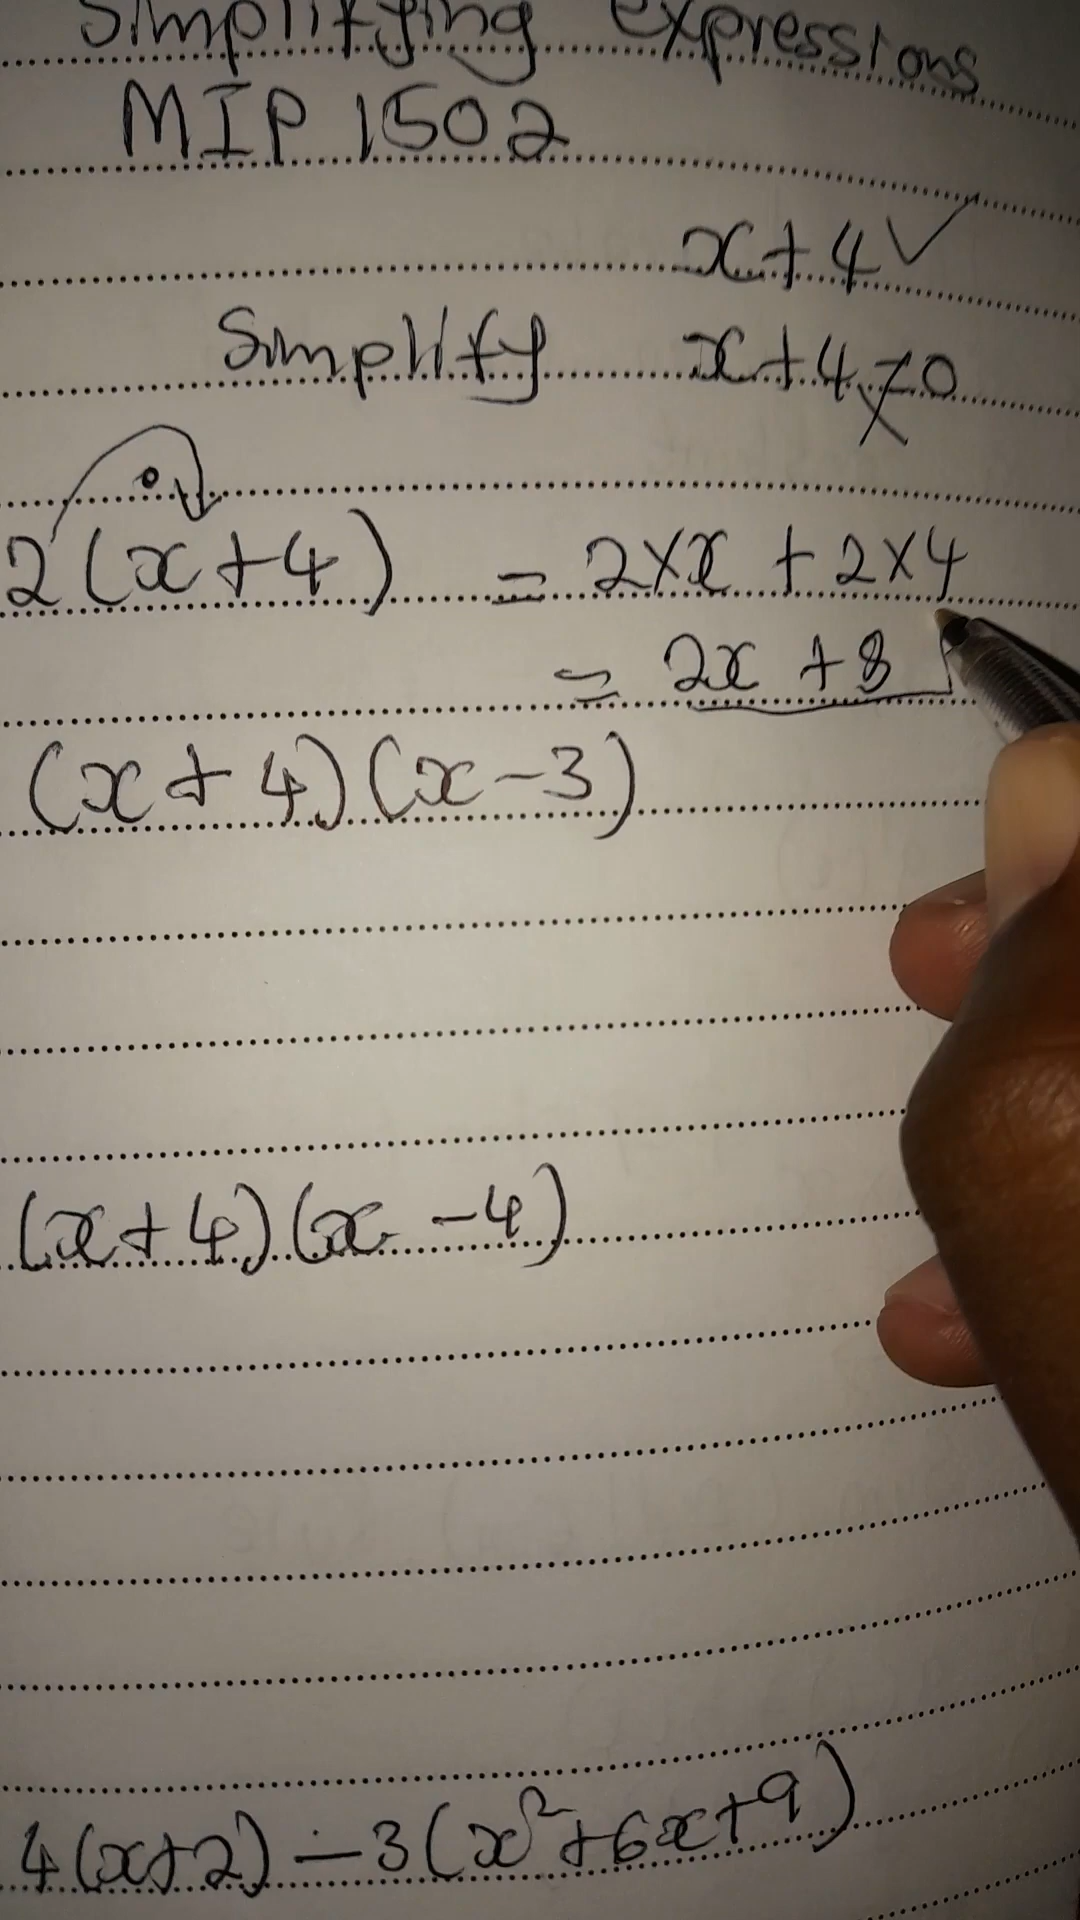 Simplifying expressions
MIP 1502
x+4 ✓
Simplify x+4=0
2(x+4) = 2×x + 2×4
= 2x +8
(x+4)(x-3)
(x+4)(x-4)
4(x+2)-3(x²+6x+9)